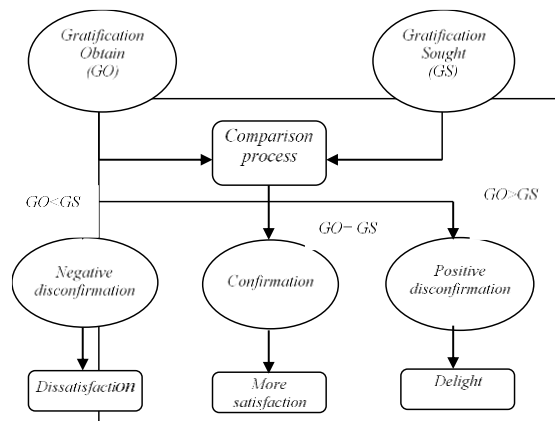 Gratification
Obtain
(GO)
Gratification
Sought
(GS)
Comparison
process
GO<GS
GO>GS
GO= GS
Negative
disconfirmation
Confirmation
Positive
disconfirmation
Dissatisfaction
More
satisfaction
Delight